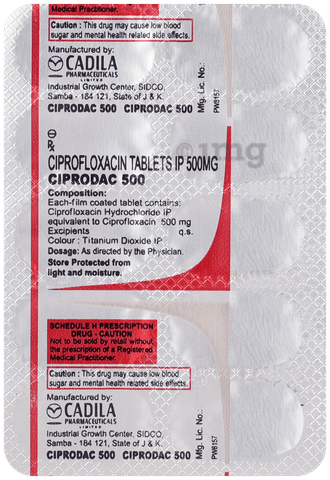 Medical Practitioner.
Caution : This drug may cause low blood
sugar and mental health related side effects.
Manufactured by:
CADILA
PHARMACEUTICALS
LIMITED
Industrial Growth Center, SIDCO,
Samba - 184 121, State of J & K.
CIPRODAC 500 CIPRODAC 500
Mfg. Lic. No.:
PW8157
Rx
CIPROFLOXACIN TABLETS IP 500MG
CIPRODAC 500
Composition:
Each-film coated tablet contains:
Ciprofloxacin Hydrochloride IP
equivalent to Ciprofloxacin 500 mg
Excipients q.s.
Colour : Titanium Dioxide IP
Dosage: As directed by the Physician.
Store Protected from
light and moisture.
1mg
SCHEDULE H PRESCRIPTION
DRUG - CAUTION
Not to be sold by retail without
the prescription of a Registered
Medical Practitioner.
Caution : This drug may cause low blood
sugar and mental health related side effects.
Manufactured by:
CADILA
PHARMACEUTICALS
LIMITED
Industrial Growth Center, SIDCO,
Samba - 184 121, State of J & K.
CIPRODAC 500 CIPRODAC 500
Mfg. Lic. No.:
PW8157